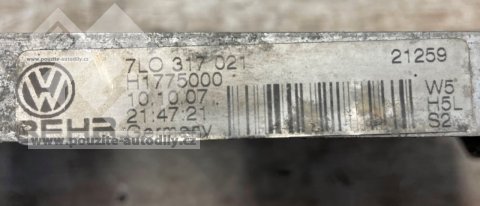 7L0 317 021
21259
H1775000
10.10.07
21:47:21
Germany
BEHR
W5
H5L
S2
www.pouzite-autodily.cz
www.pouzite-autodily.cz